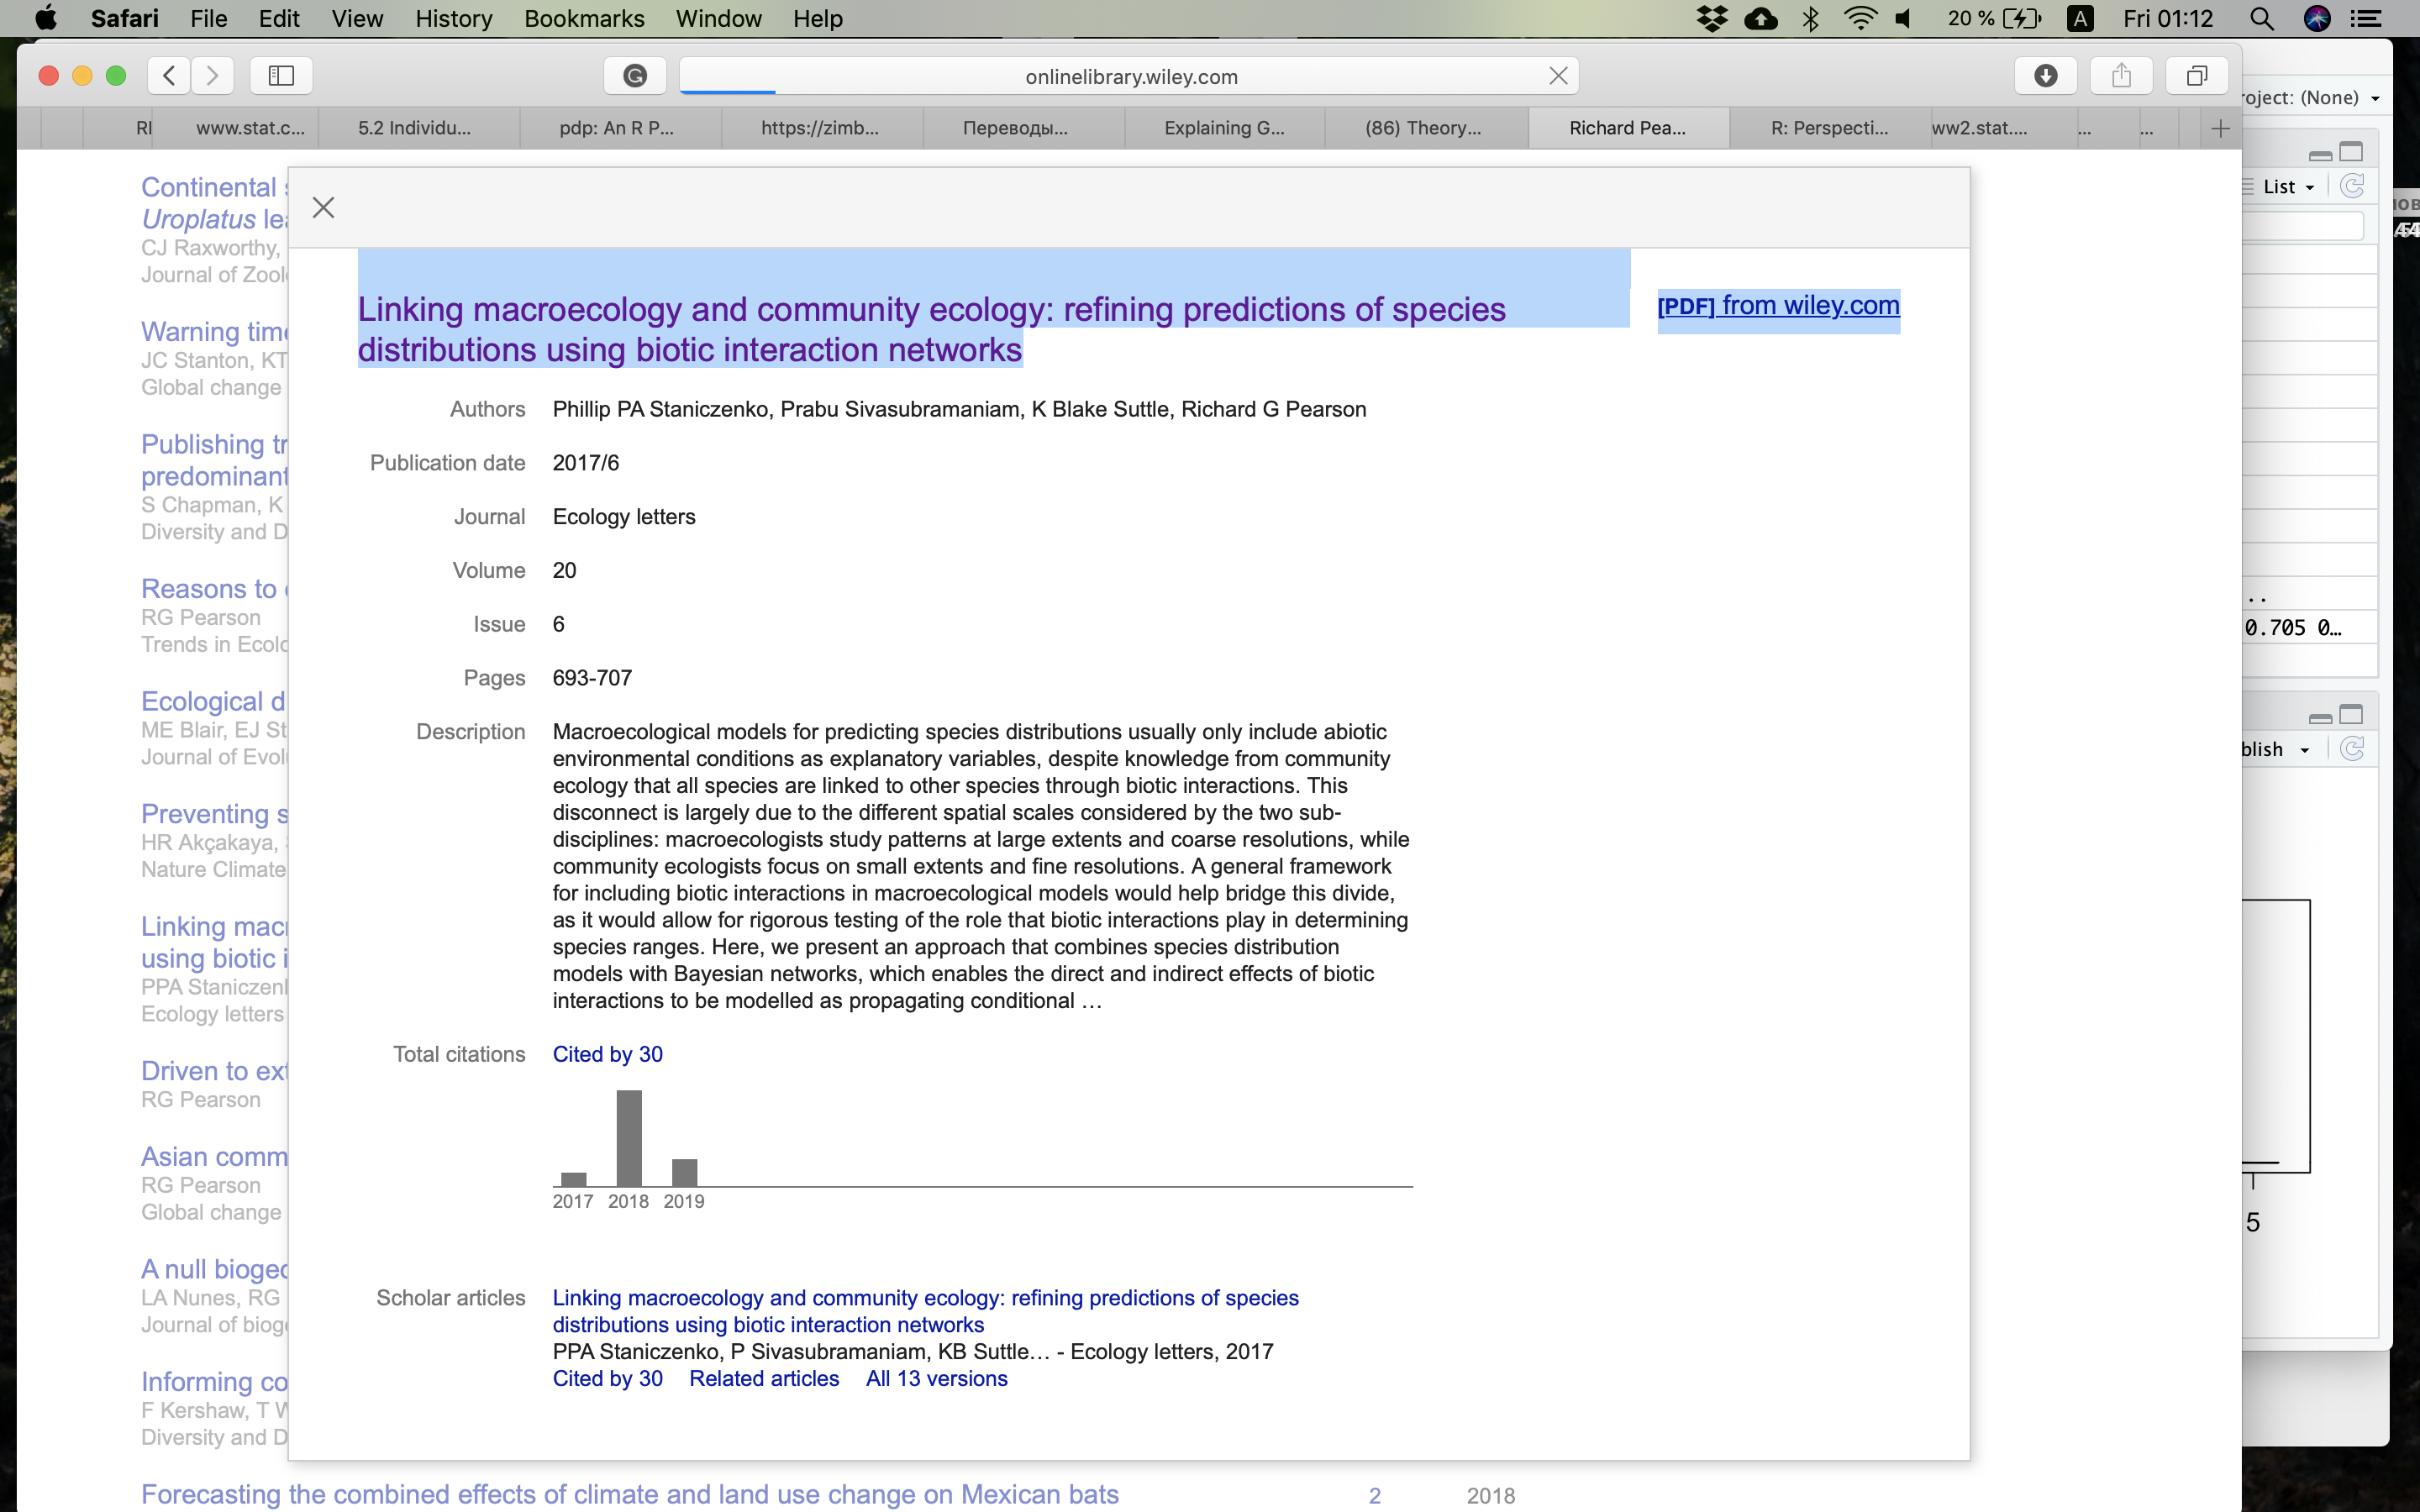 Safari File Edit View History Bookmarks Window Help 20 % A Fri 01:12
onlinelibrary.wiley.com
roject: (None)
RI www.stat.c... 5.2 Individu... pdp: An R P... https://zimb... Переводы... Explaining G... (86) Theory... Richard Pea... R: Perspecti... ww2.stat.... ... ...
List
Continental
Uroplatus
CJ Raxworthy,
Journal of Zool
Warning time
JC Stanton, KT
Global change
Publishing tr
predominant
S Chapman, K
Diversity and D
Reasons to
RG Pearson
Trends in Ecolo
Ecological d
ME Blair, EJ St
Journal of Evol
Preventing s
HR Akçakaya,
Nature Climate
Linking mac
using biotic i
PPA Staniczenl
Ecology letters
Driven to ext
RG Pearson
Asian comm
RG Pearson
Global change
A null bioged
LA Nunes, RG
Journal of bioge
Informing co
F Kershaw, T W
Diversity and D
Forecasting the combined effects of climate and land use change on Mexican bats 2 2018
Linking macroecology and community ecology: refining predictions of species
distributions using biotic interaction networks
[PDF] from wiley.com
Authors Phillip PA Staniczenko, Prabu Sivasubramaniam, K Blake Suttle, Richard G Pearson
Publication date 2017/6
Journal Ecology letters
Volume 20
Issue 6
Pages 693-707
Description Macroecological models for predicting species distributions usually only include abiotic
environmental conditions as explanatory variables, despite knowledge from community
ecology that all species are linked to other species through biotic interactions. This
disconnect is largely due to the different spatial scales considered by the two sub-
disciplines: macroecologists study patterns at large extents and coarse resolutions, while
community ecologists focus on small extents and fine resolutions. A general framework
for including biotic interactions in macroecological models would help bridge this divide,
as it would allow for rigorous testing of the role that biotic interactions play in determining
species ranges. Here, we present an approach that combines species distribution
models with Bayesian networks, which enables the direct and indirect effects of biotic
interactions to be modelled as propagating conditional …
Total citations Cited by 30
2017 2018 2019
Scholar articles Linking macroecology and community ecology: refining predictions of species
distributions using biotic interaction networks
PPA Staniczenko, P Sivasubramaniam, KB Suttle… - Ecology letters, 2017
Cited by 30 Related articles All 13 versions
..
0.705 0…
blish
5